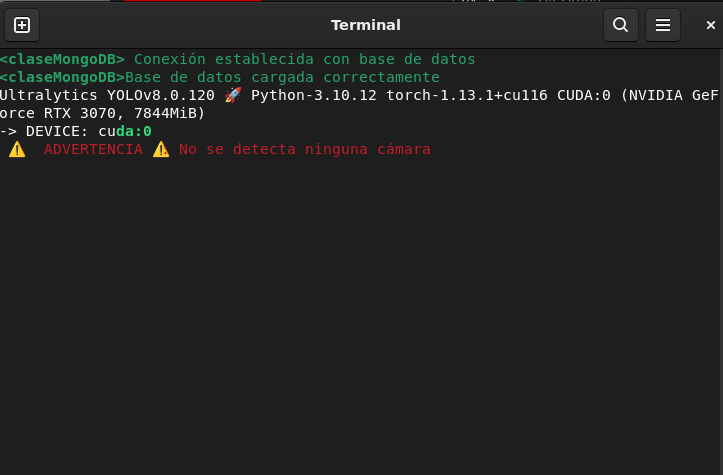 Terminal
<claseMongoDB> Conexión establecida con base de datos
<claseMongoDB>Base de datos cargada correctamente
Ultralytics YOLOv8.0.120 🚀 Python-3.10.12 torch-1.13.1+cu116 CUDA:0 (NVIDIA GeF
orce RTX 3070, 7844MiB)
-> DEVICE: cuda:0
⚠️ ADVERTENCIA ⚠️ No se detecta ninguna cámara